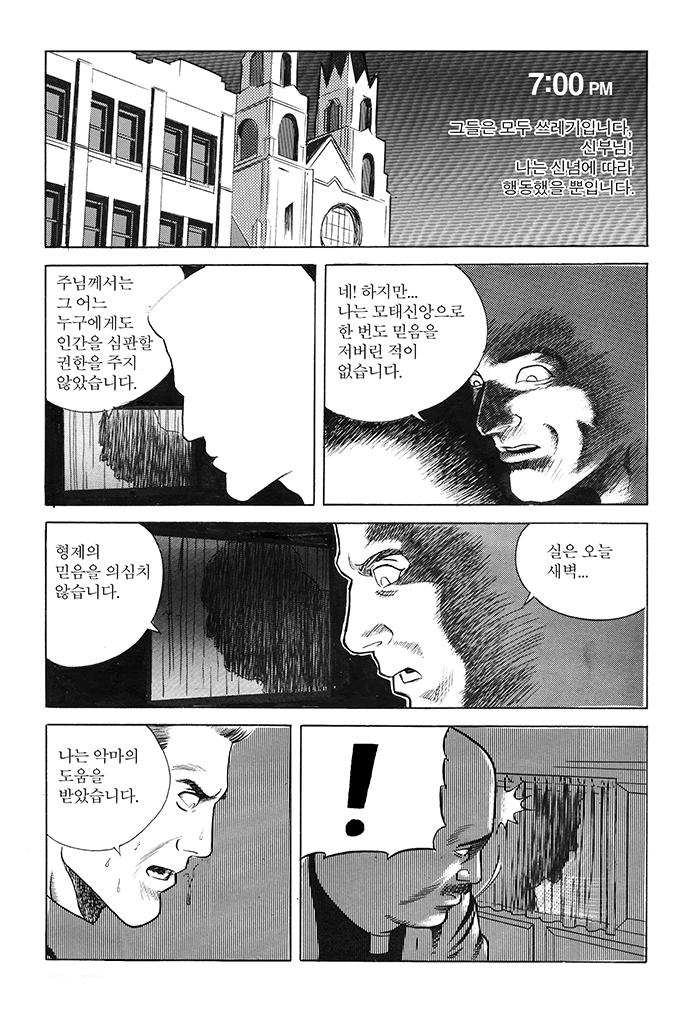 7:00 PM
그들은 모두 쓰레기입니다,
신부님!
나는 신념에 따라
행동했을 뿐입니다.
주님께서는
그 어느
누구에게도
인간을 심판할
권한을 주지
않았습니다.
네! 하지만...
나는 모태신앙으로
한 번도 믿음을
저버린 적이
없습니다.
형제의
믿음을 의심치
않습니다.
실은 오늘
새벽...
나는 악마의
도움을
받았습니다.
!